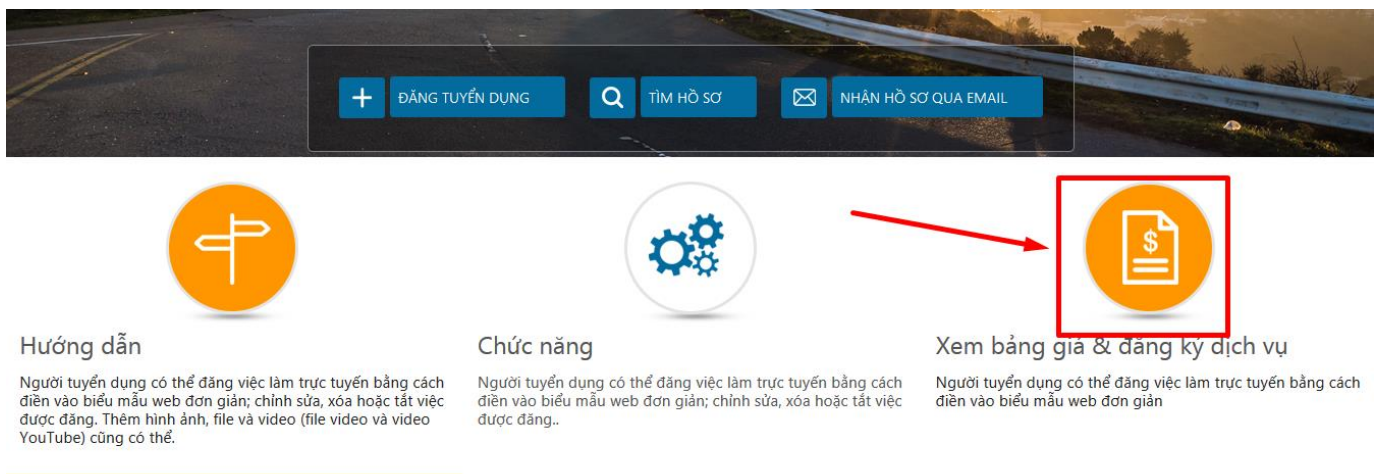 ĐĂNG TUYỂN DỤNG
TÌM HỒ SƠ
NHẬN HỒ SƠ QUA EMAIL
$
Hướng dẫn
Người tuyển dụng có thể đăng việc làm trực tuyến bằng cách
điền vào biểu mẫu web đơn giản; chỉnh sửa, xóa hoặc tắt việc
được đăng. Thêm hình ảnh, file và video (file video và video
YouTube) cũng có thể.
Chức năng
Người tuyển dụng có thể đăng việc làm trực tuyến bằng cách
điền vào biểu mẫu web đơn giản; chỉnh sửa, xóa hoặc tắt việc
được đăng..
Xem bảng giá & đăng ký dịch vụ
Người tuyển dụng có thể đăng việc làm trực tuyến bằng cách
điền vào biểu mẫu web đơn giản